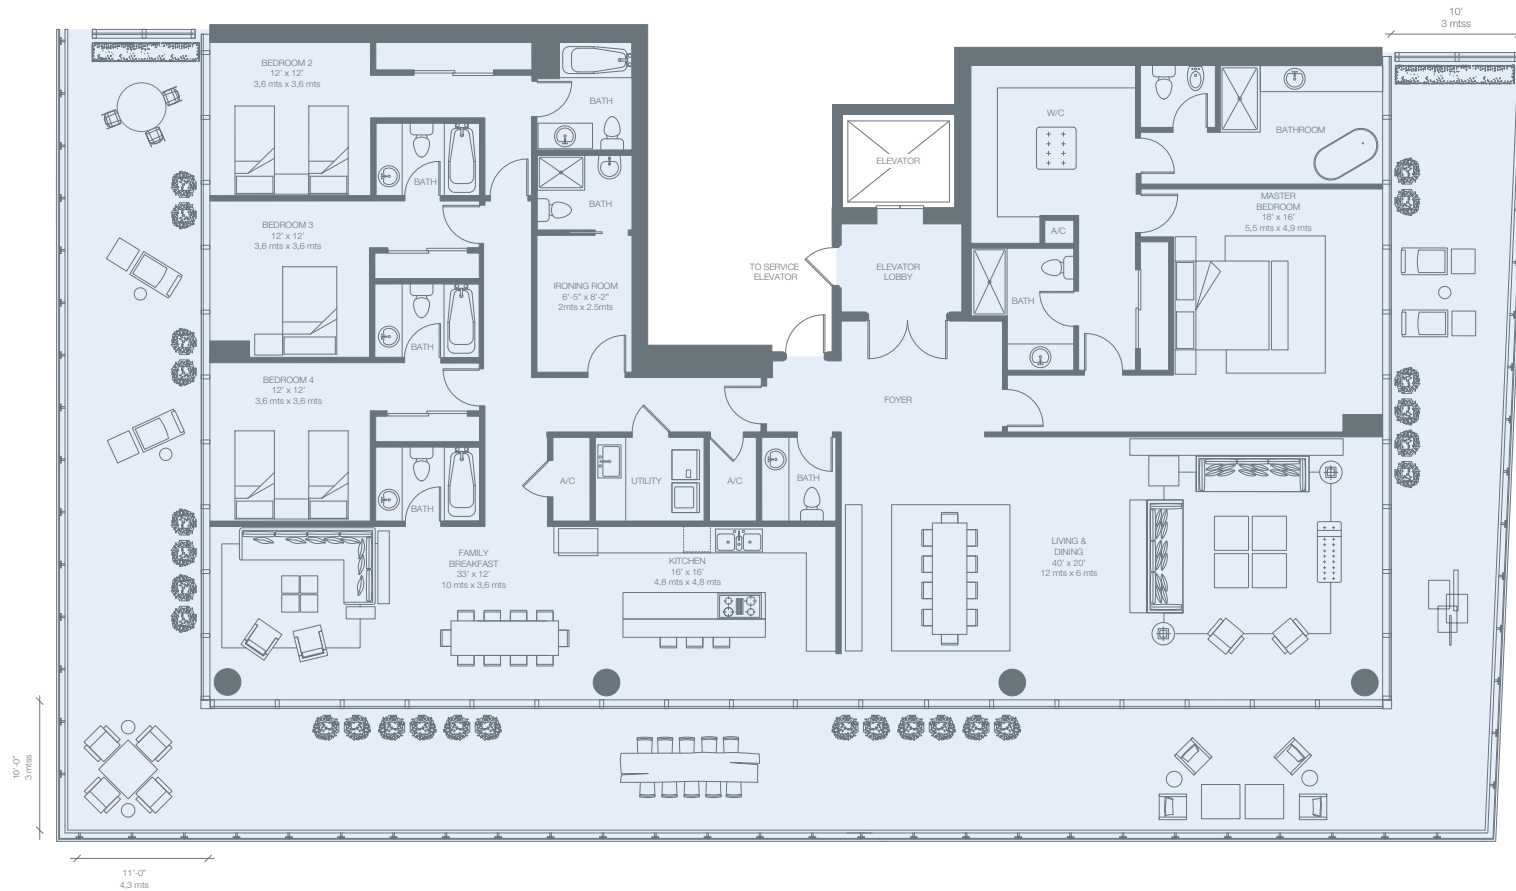 10'
3 mtss
BEDROOM 2
12' x 12'
3,6 mts x 3,6 mts
BATH
BATH
BATH
BEDROOM 3
12' x 12'
3,6 mts x 3,6 mts
IRONING ROOM
6'-5" x 8'-2"
2mts x 2.5mts
BATH
BEDROOM 4
12' x 12'
3,6 mts x 3,6 mts
BATH
ELEVATOR
TO SERVICE
ELEVATOR
ELEVATOR
LOBBY
W/C
BATHROOM
MASTER
BEDROOM
18' x 16'
5,5 mts x 4,9 mts
A/C
BATH
FOYER
A/C
UTILITY
A/C
BATH
FAMILY
BREAKFAST
33' x 12'
10 mts x 3,6 mts
KITCHEN
16' x 16'
4,8 mts x 4,8 mts
LIVING &
DINING
40' x 20'
12 mts x 6 mts
10'-0"
3 mtss
11'-0"
4,3 mts